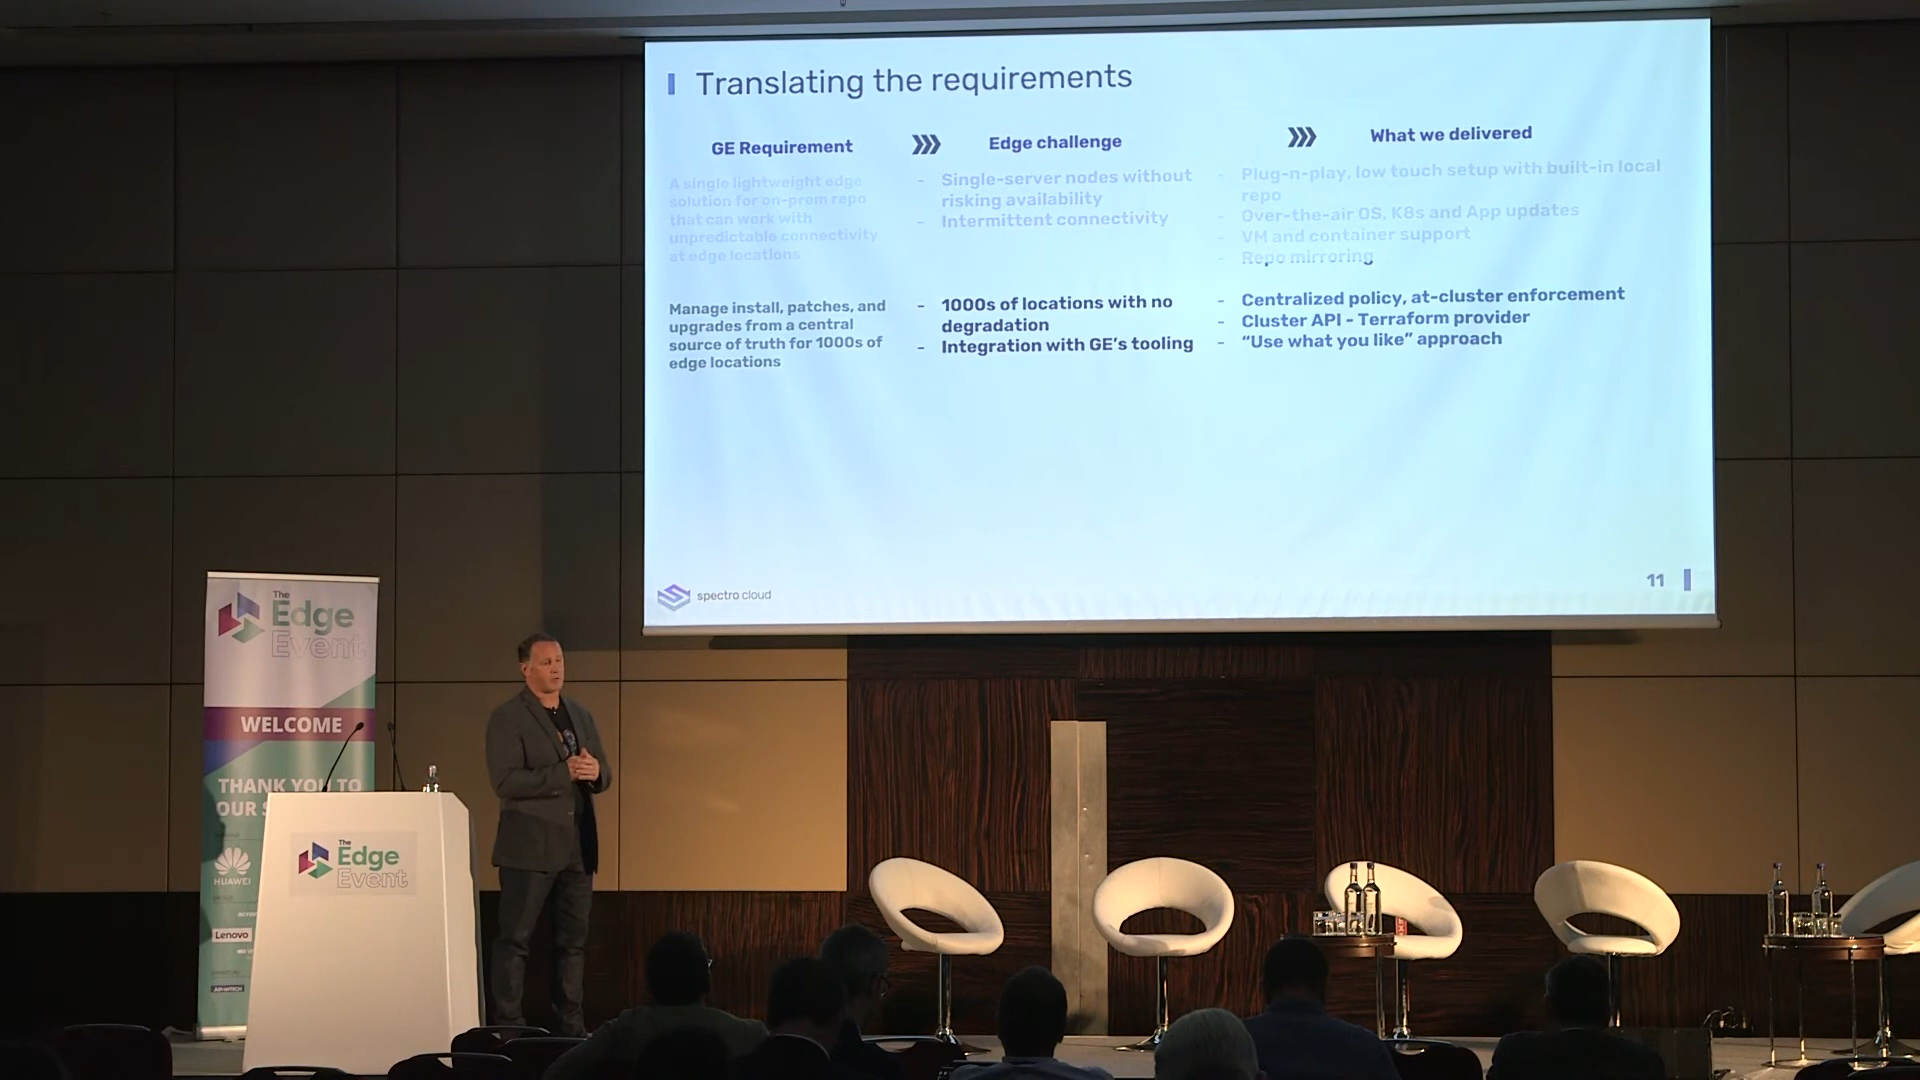 Translating the requirements
GE Requirement
Edge challenge
What we delivered
A single lightweight edge
solution for on-prem repo
that can work with
unpredictable connectivity
at edge locations
- Single-server nodes without
risking availability
- Intermittent connectivity
- Plug-n-play, low touch setup with built-in local
repo
- Over-the-air OS, K8s and App updates
- VM and container support
- Repo mirroring
Manage install, patches, and
upgrades from a central
source of truth for 1000s of
edge locations
- 1000s of locations with no
degradation
- Integration with GE's tooling
- Centralized policy, at-cluster enforcement
- Cluster API - Terraform provider
- “Use what you like” approach
spectro cloud
11
The
Edge
Event
WELCOME
THANK YOU TO
OUR
HUAWEI
Lenovo
The
Edge
Event